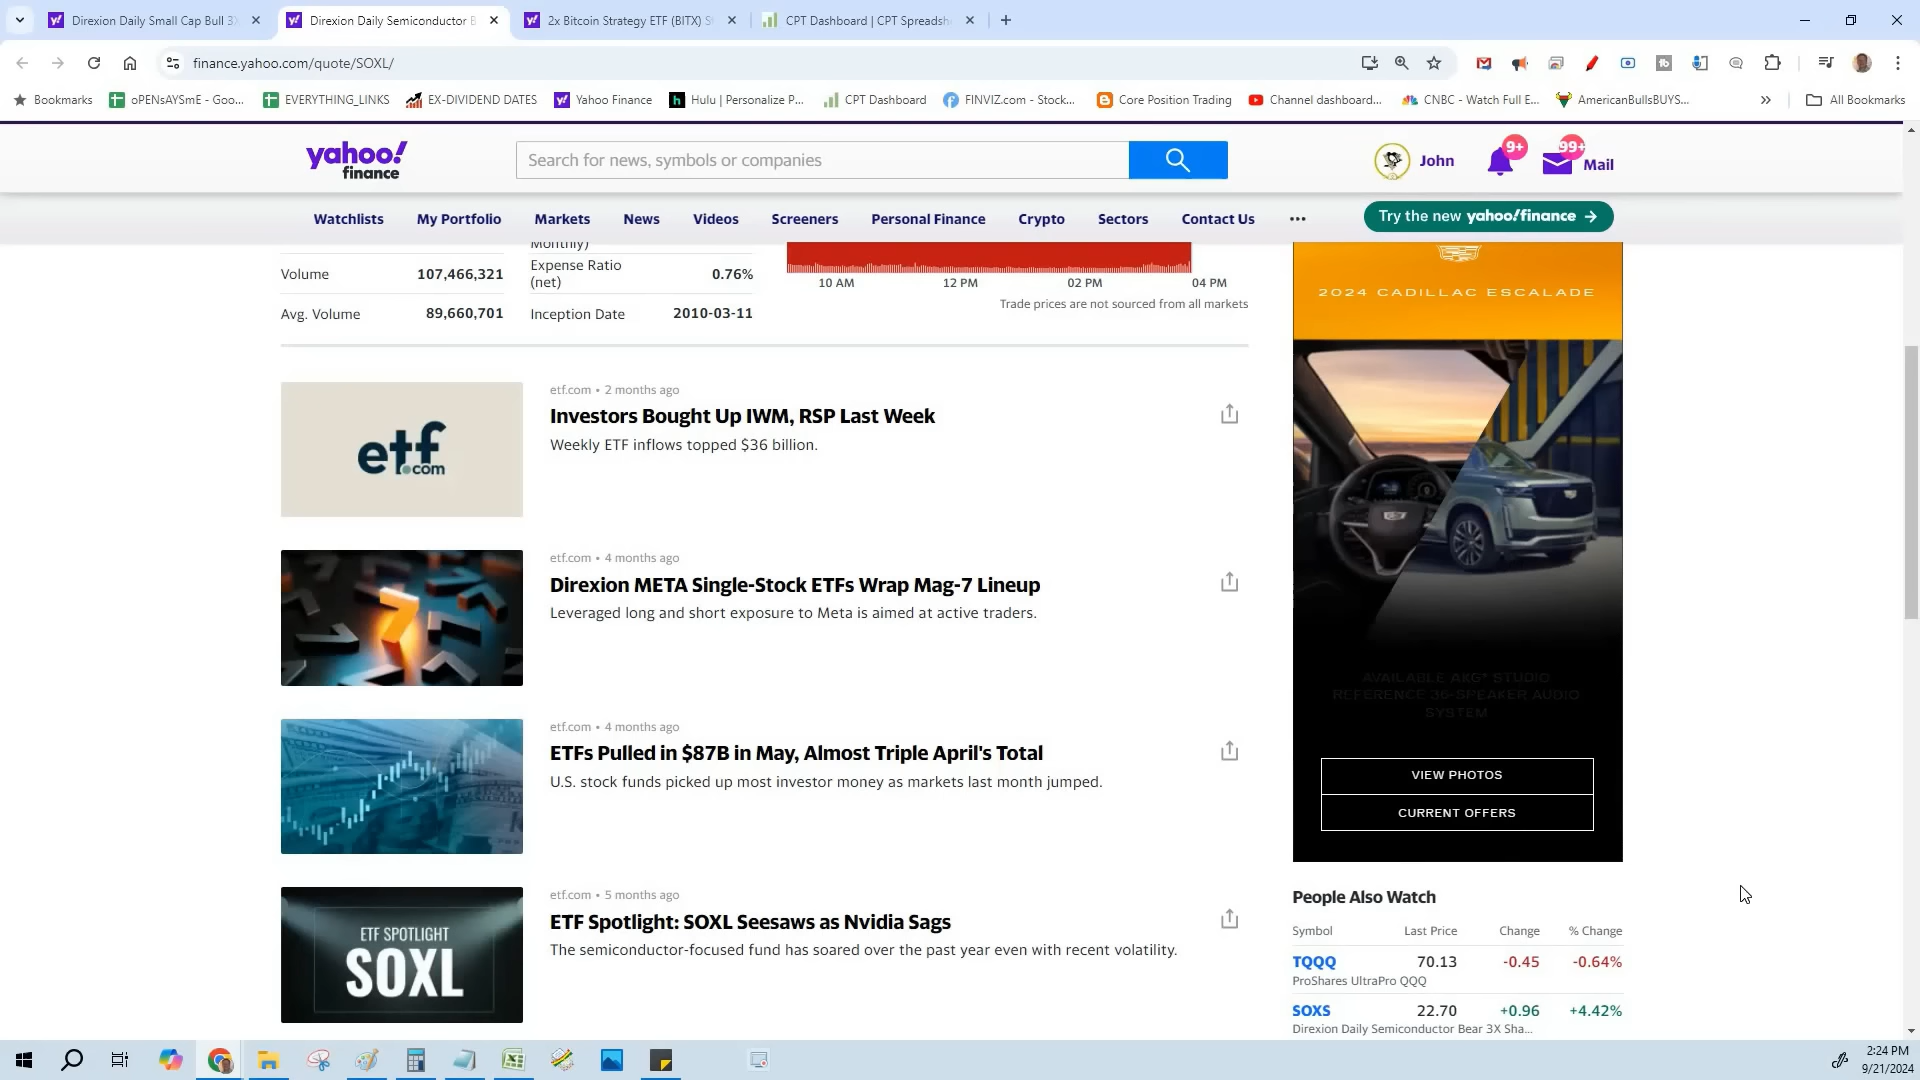 Direxion Daily Small Cap Bull 3X
Direxion Daily Semiconductor B
2x Bitcoin Strategy ETF (BITX) S
CPT Dashboard | CPT Spreadsh
finance.yahoo.com/quote/SOXL/
Bookmarks
oPENsAYSmE - Goo...
EVERYTHING_LINKS
EX-DIVIDEND DATES
Yahoo Finance
Hulu | Personalize P...
CPT Dashboard
FINVIZ.com - Stock...
Core Position Trading
Channel dashboard...
CNBC - Watch Full E...
AmericanBullsBUYS...
All Bookmarks
yahoo!
finance
Search for news, symbols or companies
John
9+
99+
Mail
Watchlists
My Portfolio
Markets
News
Videos
Screeners
Personal Finance
Crypto
Sectors
Contact Us
Try the new yahoo!finance
Monthly)
Volume 107,466,321
Expense Ratio
(net) 0.76%
Avg. Volume 89,660,701
Inception Date 2010-03-11
10 AM 12 PM 02 PM 04 PM
Trade prices are not sourced from all markets
etf.com • 2 months ago
Investors Bought Up IWM, RSP Last Week
Weekly ETF inflows topped $36 billion.
etf
.com
etf.com • 4 months ago
Direxion META Single-Stock ETFs Wrap Mag-7 Lineup
Leveraged long and short exposure to Meta is aimed at active traders.
7
etf.com • 4 months ago
ETFs Pulled in $87B in May, Almost Triple April's Total
U.S. stock funds picked up most investor money as markets last month jumped.
etf.com • 5 months ago
ETF Spotlight: SOXL Seesaws as Nvidia Sags
The semiconductor-focused fund has soared over the past year even with recent volatility.
ETF SPOTLIGHT
SOXL
2024 CADILLAC ESCALADE
AVAILABLE AKG® STUDIO
REFERENCE 36-SPEAKER AUDIO
SYSTEM
VIEW PHOTOS
CURRENT OFFERS
People Also Watch
Symbol Last Price Change % Change
TQQQ 70.13 -0.45 -0.64%
ProShares UltraPro QQQ
SOXS 22.70 +0.96 +4.42%
Direxion Daily Semiconductor Bear 3X Sha...
2:24 PM
9/21/2024